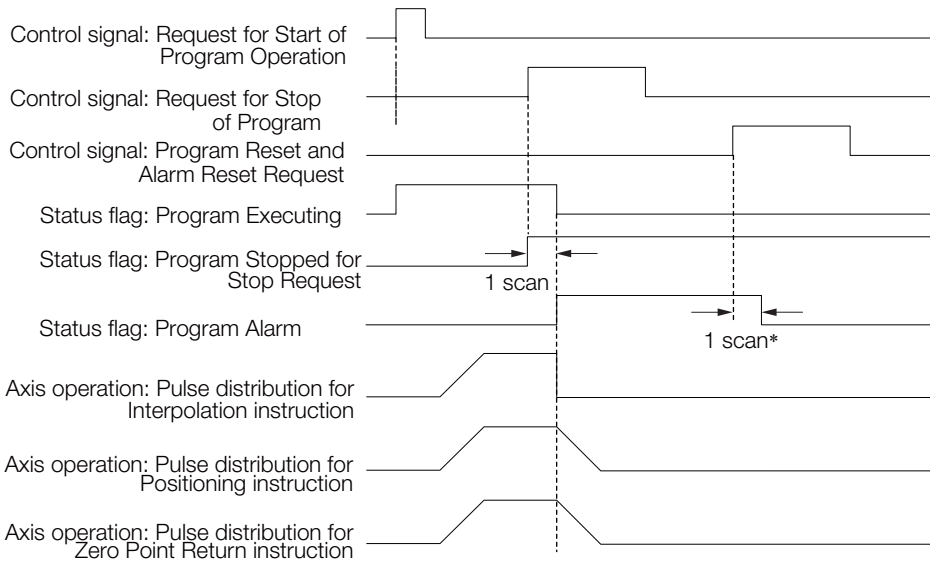 Control signal: Request for Start of
Program Operation
Control signal: Request for Stop
of Program
Control signal: Program Reset and
Alarm Reset Request
Status flag: Program Executing
Status flag: Program Stopped for
Stop Request
1 scan
Status flag: Program Alarm
1 scan*
Axis operation: Pulse distribution for
Interpolation instruction
Axis operation: Pulse distribution for
Positioning instruction
Axis operation: Pulse distribution for
Zero Point Return instruction